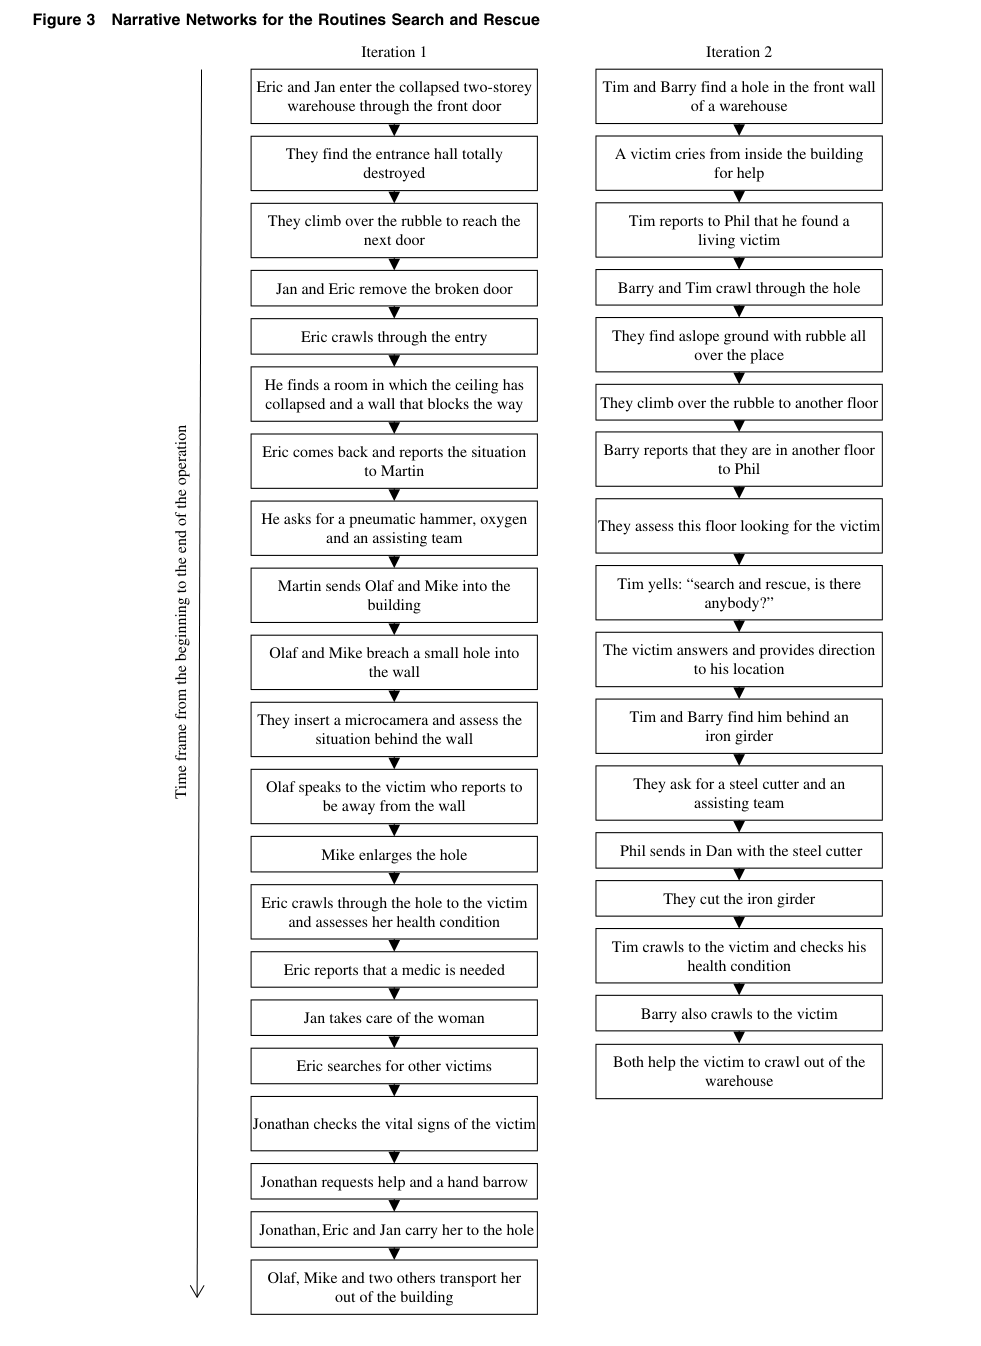 Figure 3 Narrative Networks for the Routines Search and Rescue
Iteration 1
Eric and Jan enter the collapsed two-storey
warehouse through the front door
They find the entrance hall totally
destroyed
They climb over the rubble to reach the
next door
Jan and Eric remove the broken door
Eric crawls through the entry
He finds a room in which the ceiling has
collapsed and a wall that blocks the way
Eric comes back and reports the situation
to Martin
He asks for a pneumatic hammer, oxygen
and an assisting team
Martin sends Olaf and Mike into the
building
Olaf and Mike breach a small hole into
the wall
They insert a microcamera and assess the
situation behind the wall
Olaf speaks to the victim who reports to
be away from the wall
Mike enlarges the hole
Eric crawls through the hole to the victim
and assesses her health condition
Eric reports that a medic is needed
Jan takes care of the woman
Eric searches for other victims
Jonathan checks the vital signs of the victim
Jonathan requests help and a hand barrow
Jonathan, Eric and Jan carry her to the hole
Olaf, Mike and two others transport her
out of the building
Iteration 2
Tim and Barry find a hole in the front wall
of a warehouse
A victim cries from inside the building
for help
Tim reports to Phil that he found a
living victim
Barry and Tim crawl through the hole
They find aslope ground with rubble all
over the place
They climb over the rubble to another floor
Barry reports that they are in another floor
to Phil
They assess this floor looking for the victim
Tim yells: “search and rescue, is there
anybody?”
The victim answers and provides direction
to his location
Tim and Barry find him behind an
iron girder
They ask for a steel cutter and an
assisting team
Phil sends in Dan with the steel cutter
They cut the iron girder
Tim crawls to the victim and checks his
health condition
Barry also crawls to the victim
Both help the victim to crawl out of the
warehouse
Time frame from the beginning to the end of the operation